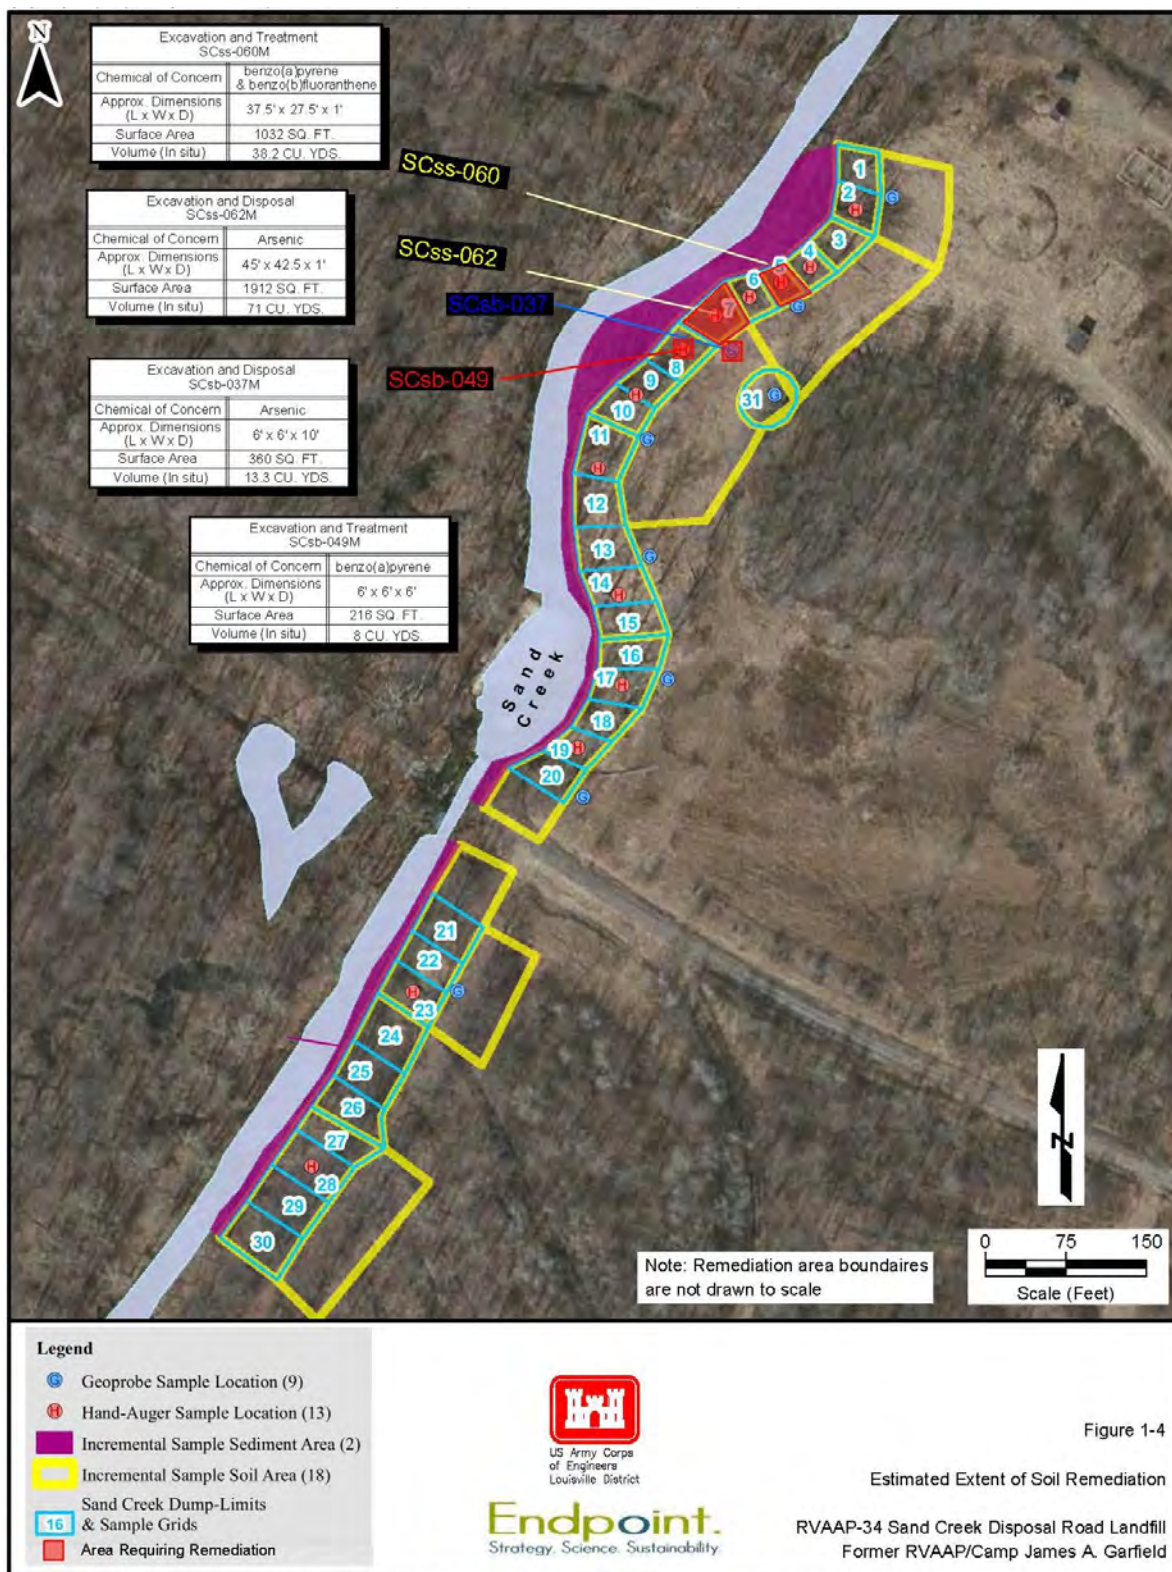 N
Excavation and Treatment
SCss-060M
Chemical of Concern
benzo(a)pyrene
& benzo(b)fluoranthene
Approx. Dimensions
(L x W x D)
37.5' x 27.5' x 1'
Surface Area
1032 SQ. FT.
Volume (In situ)
38.2 CU. YDS.
Excavation and Disposal
SCss-062M
Chemical of Concern
Arsenic
Approx. Dimensions
(L x W x D)
45' x 42.5 x 1'
Surface Area
1912 SQ. FT.
Volume (In situ)
71 CU. YDS.
Excavation and Disposal
SCsb-037M
Chemical of Concern
Arsenic
Approx. Dimensions
(L x W x D)
6' x 6' x 10'
Surface Area
360 SQ. FT.
Volume (In situ)
13.3 CU. YDS.
Excavation and Treatment
SCsb-049M
Chemical of Concern
benzo(a)pyrene
Approx. Dimensions
(L x W x D)
6' x 6' x 6'
Surface Area
216 SQ. FT.
Volume (In situ)
8 CU. YDS.
SCss-060
SCss-062
SCsb-037
SCsb-049
1
2
H
G
3
4
H
5
H
6
H
G
7
H
H
G
8
9
H
10
31
G
11
G
H
12
13
G
14
H
15
16
17
H
G
18
19
H
20
G
Sand
Creek
21
22
H
G
23
24
25
26
27
H
28
29
30
N
0 75 150
Scale (Feet)
Note: Remediation area boundaires
are not drawn to scale
Legend
G Geoprobe Sample Location (9)
H Hand-Auger Sample Location (13)
Incremental Sample Sediment Area (2)
Incremental Sample Soil Area (18)
16 Sand Creek Dump-Limits
& Sample Grids
Area Requiring Remediation
US Army Corps
of Engineers
Louisville District
Endpoint.
Strategy. Science. Sustainability.
Figure 1-4
Estimated Extent of Soil Remediation
RVAAP-34 Sand Creek Disposal Road Landfill
Former RVAAP/Camp James A. Garfield